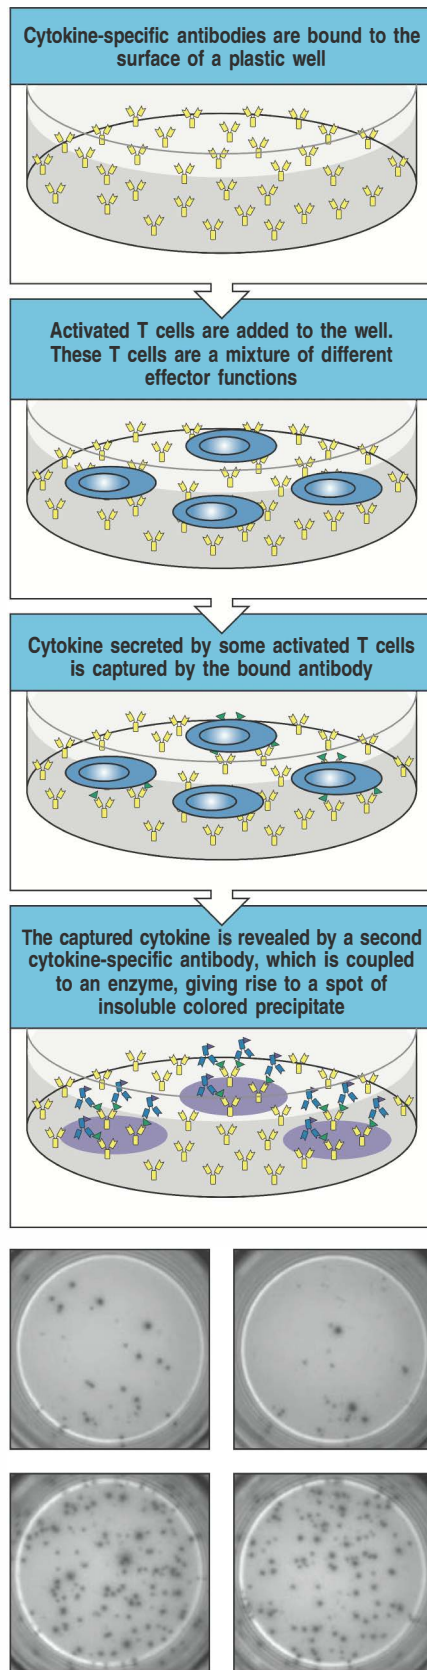 Cytokine-specific antibodies are bound to the
surface of a plastic well
Activated T cells are added to the well.
These T cells are a mixture of different
effector functions
Cytokine secreted by some activated T cells
is captured by the bound antibody
The captured cytokine is revealed by a second
cytokine-specific antibody, which is coupled
to an enzyme, giving rise to a spot of
insoluble colored precipitate